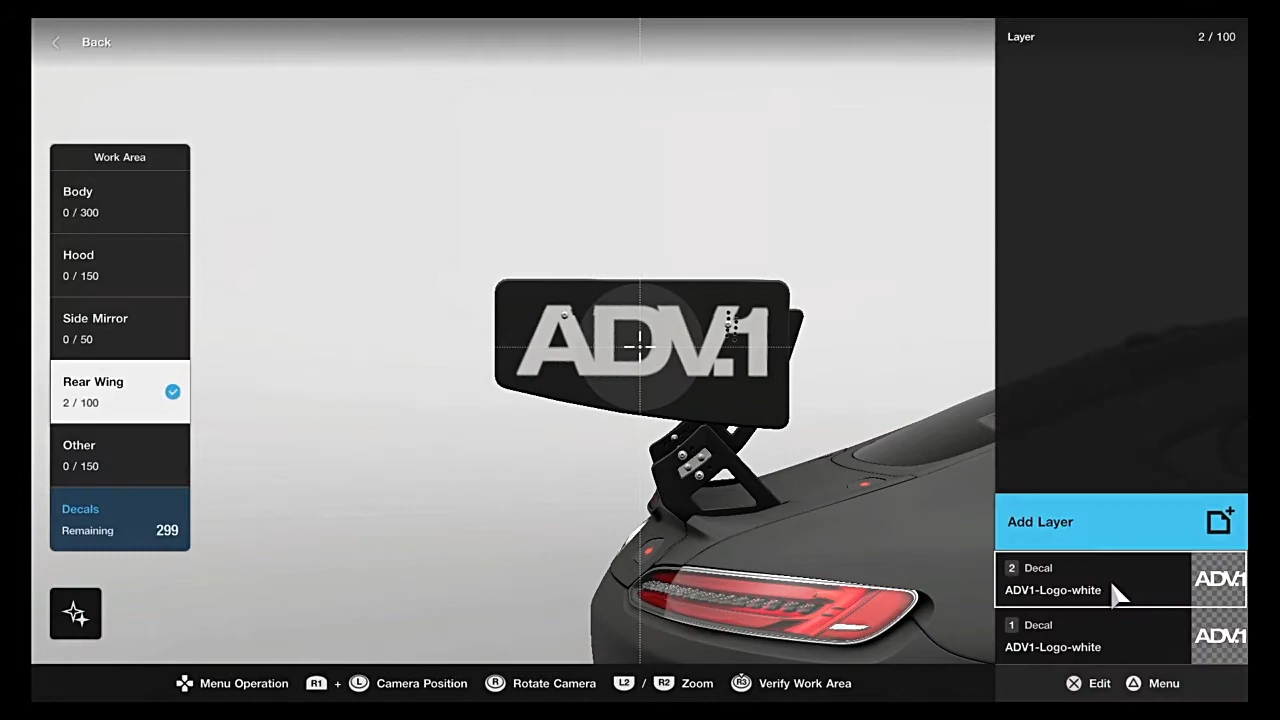 Back
Layer 2 / 100
Work Area
Body
0 / 300
Hood
0 / 150
Side Mirror
0 / 50
Rear Wing
2 / 100
Other
0 / 150
Decals
Remaining 299
ADV.1
Add Layer
2 Decal
ADV1-Logo-white
ADV.1
1 Decal
ADV1-Logo-white
ADV.1
Menu Operation R1 + L Camera Position R Rotate Camera L2 / R2 Zoom R3 Verify Work Area Edit Menu